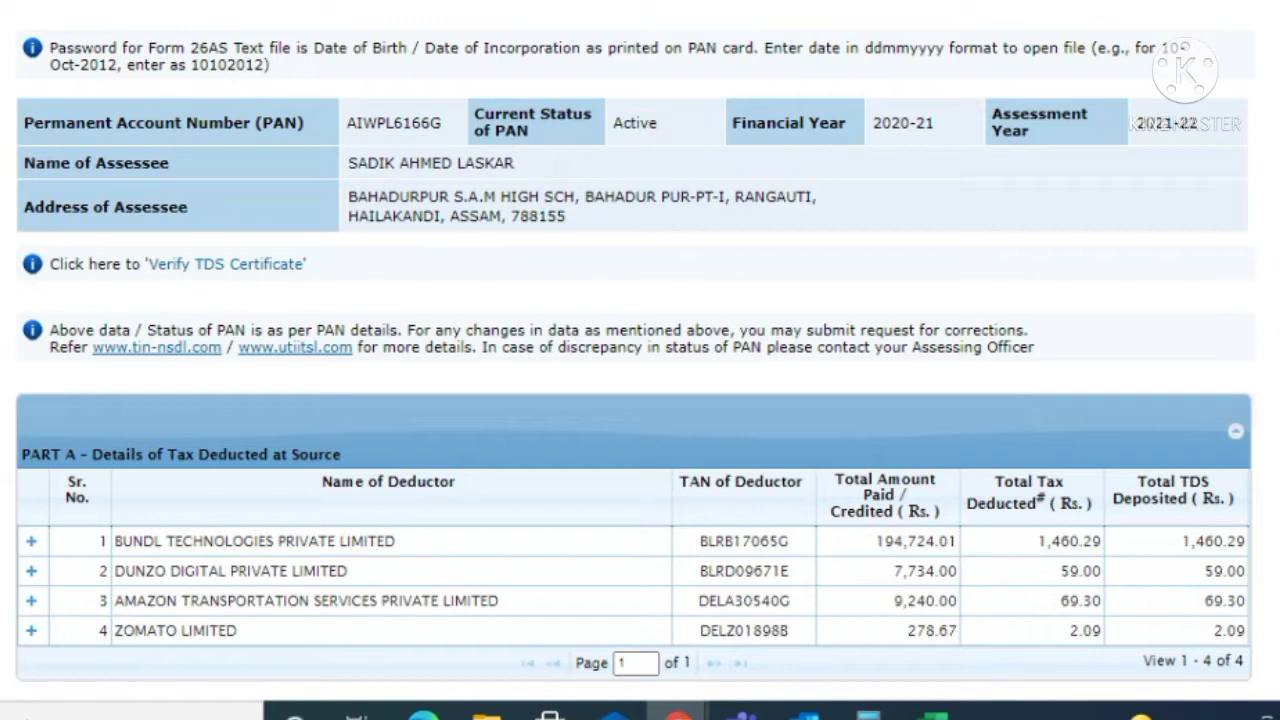 Password for Form 26AS Text file is Date of Birth / Date of Incorporation as printed on PAN card. Enter date in ddmmyyyy format to open file (e.g., for 10-
Oct-2012, enter as 10102012)
Permanent Account Number (PAN) AIWPL6166G Current Status of PAN Active Financial Year 2020-21 Assessment Year 2021-22
KINEMASTER
Name of Assessee SADIK AHMED LASKAR
Address of Assessee BAHADURPUR S.A.M HIGH SCH, BAHADUR PUR-PT-I, RANGAUTI,
HAILAKANDI, ASSAM, 788155
Click here to 'Verify TDS Certificate'
Above data / Status of PAN is as per PAN details. For any changes in data as mentioned above, you may submit request for corrections.
Refer www.tin-nsdl.com / www.utiitsl.com for more details. In case of discrepancy in status of PAN please contact your Assessing Officer
PART A - Details of Tax Deducted at Source
Sr. No. Name of Deductor TAN of Deductor Total Amount Paid / Credited ( Rs. ) Total Tax Deducted# ( Rs. ) Total TDS Deposited ( Rs. )
+ 1 BUNDL TECHNOLOGIES PRIVATE LIMITED BLRB17065G 194,724.01 1,460.29 1,460.29
+ 2 DUNZO DIGITAL PRIVATE LIMITED BLRD09671E 7,734.00 59.00 59.00
+ 3 AMAZON TRANSPORTATION SERVICES PRIVATE LIMITED DELA30540G 9,240.00 69.30 69.30
+ 4 ZOMATO LIMITED DELZ01898B 278.67 2.09 2.09
Page 1 of 1 View 1 - 4 of 4